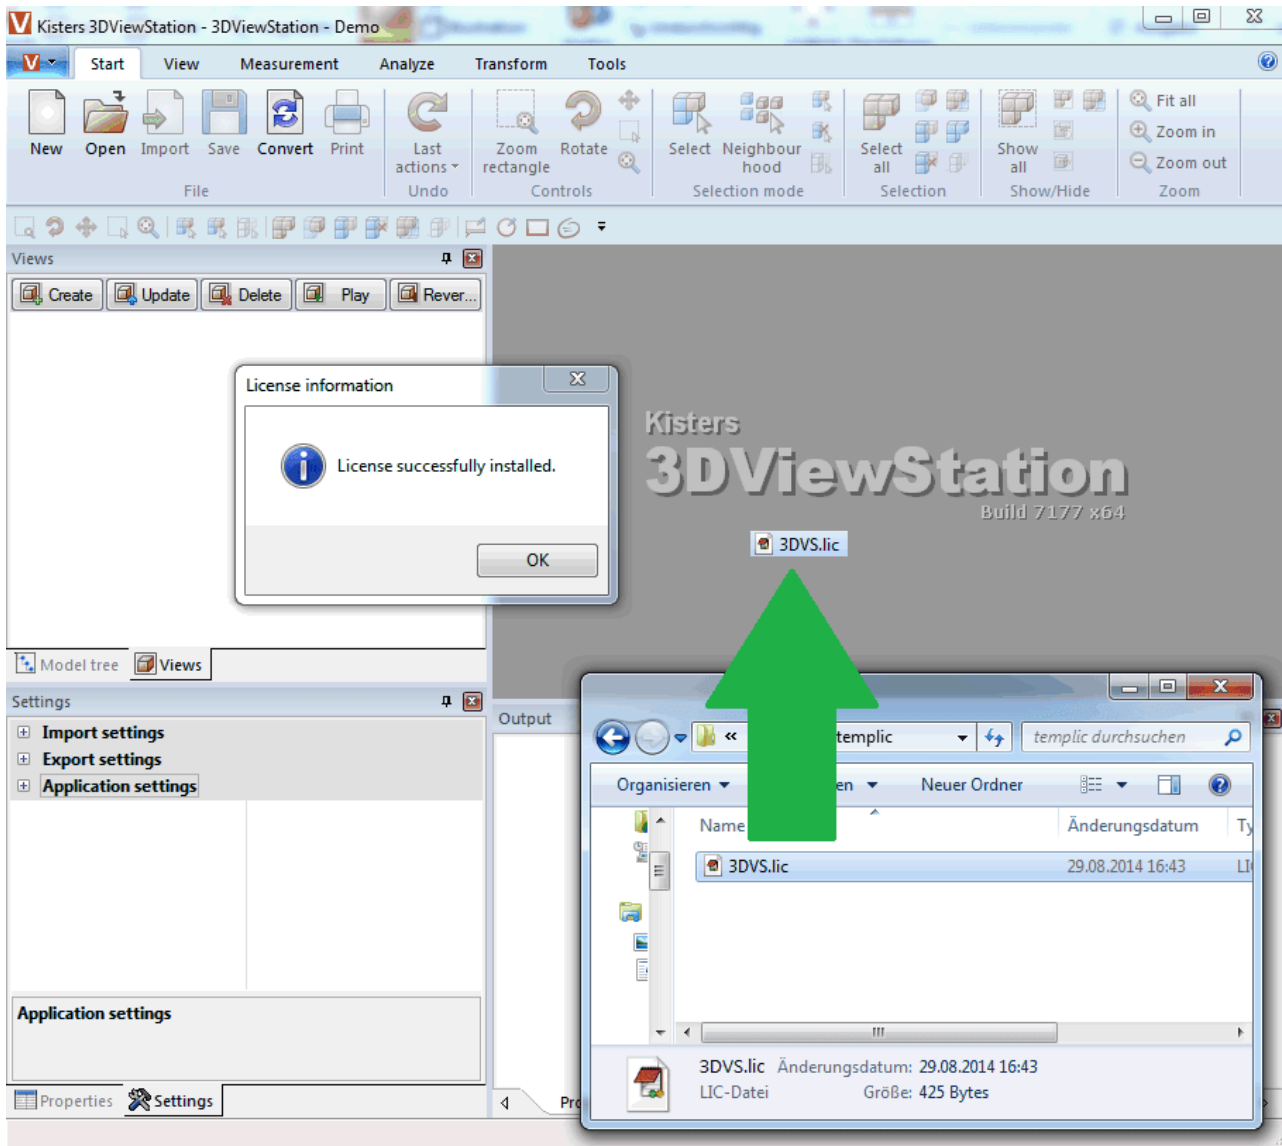 Kisters 3DViewStation - 3DViewStation - Demo
Start View Measurement Analyze Transform Tools
New Open Import Save Convert Print Last actions Zoom rectangle Rotate Select Neighbour hood Select all Show all Fit all
Zoom in
Zoom out
File Undo Controls Selection mode Selection Show/Hide Zoom
Views
Create Update Delete Play Rever...
License information
License successfully installed.
OK
Kisters
3DViewStation
Build 7177 x64
3DVS.lic
Model tree Views
Settings
Import settings
Export settings
Application settings
Application settings
Properties Settings
Output
« templic
templic durchsuchen
Organisieren Neuer Ordner
Name Änderungsdatum
3DVS.lic 29.08.2014 16:43
3DVS.lic Änderungsdatum: 29.08.2014 16:43
LIC-Datei Größe: 425 Bytes